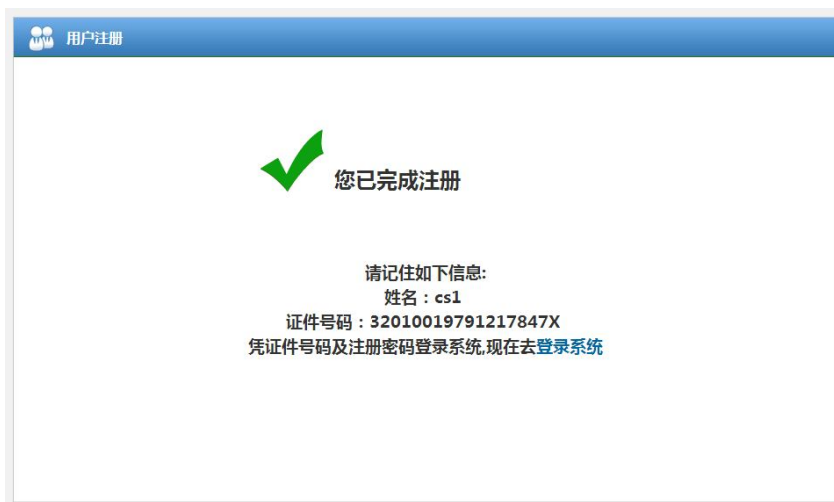 用户注册
您已完成注册
请记住如下信息:
姓名：cs1
证件号码：32010019791217847X
凭证件号码及注册密码登录系统,现在去登录系统